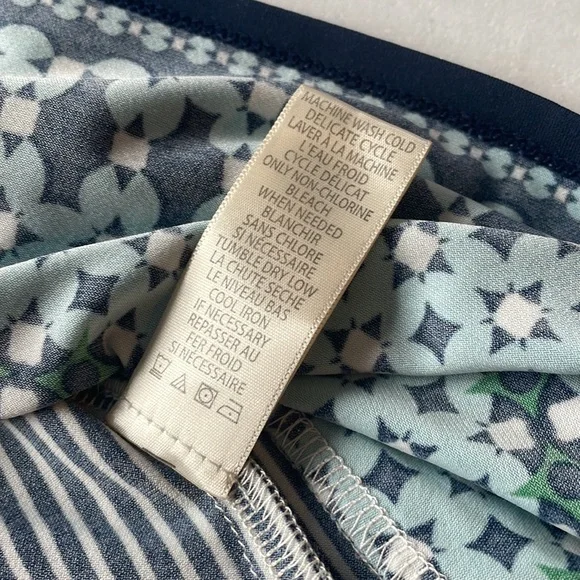 MACHINE WASH COLD
DELICATE CYCLE
LAVER À LA MACHINE
L'EAU FROID
CYCLE DELICAT
ONLY NON-CHLORINE
BLEACH
WHEN NEEDED
BLANCHIR
SANS CHLORE
SI NÉCESSAIRE
TUMBLE DRY LOW
LA CHUTE SÈCHE
LE NIVEAU BAS
COOL IRON
IF NECESSARY
REPASSER AU
FER FROID
SI NÉCESSAIRE